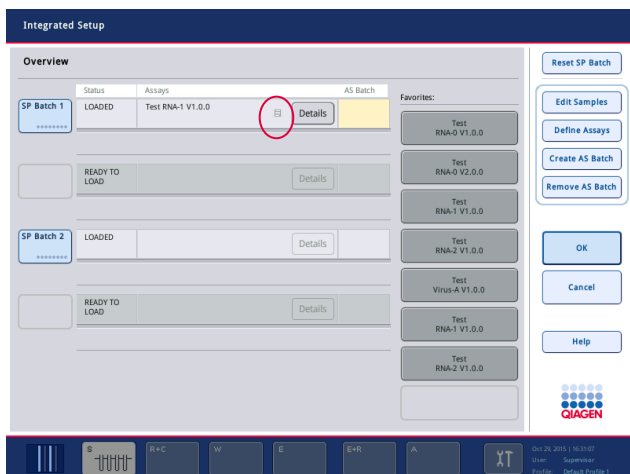 Integrated Setup
Overview
Reset SP Batch
Status Assays AS Batch
Favorites:
SP Batch 1
LOADED Test RNA-1 V1.0.0 Details
Edit Samples
Test
RNA-0 V1.0.0
Define Assays
Create AS Batch
Test
RNA-0 V2.0.0
READY TO
LOAD
Details
Remove AS Batch
Test
RNA-1 V1.0.0
SP Batch 2
LOADED Details
Test
RNA-2 V1.0.0
OK
Test
Virus-A V1.0.0
Cancel
READY TO
LOAD
Details
Test
RNA-1 V1.0.0
Help
Test
RNA-2 V1.0.0
QIAGEN
S R+C W E E+R A
Oct 29, 2015 | 16:31:07
User: Supervisor
Profile: Default Profile 1